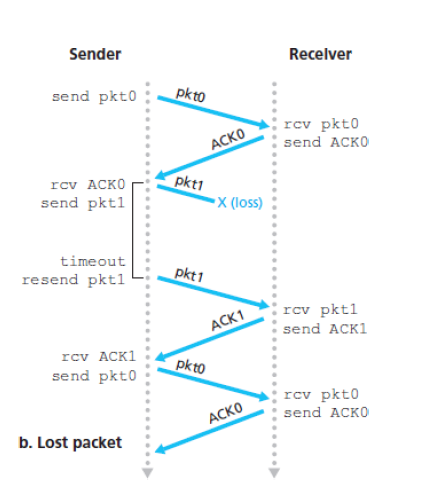 Sender Receiver
send pkt0
pkt0
rcv pkt0
send ACK0
ACK0
rcv ACK0
send pkt1
pkt1
X (loss)
timeout
resend pkt1
pkt1
rcv pkt1
send ACK1
ACK1
rcv ACK1
send pkt0
pkt0
rcv pkt0
send ACK0
ACK0
b. Lost packet